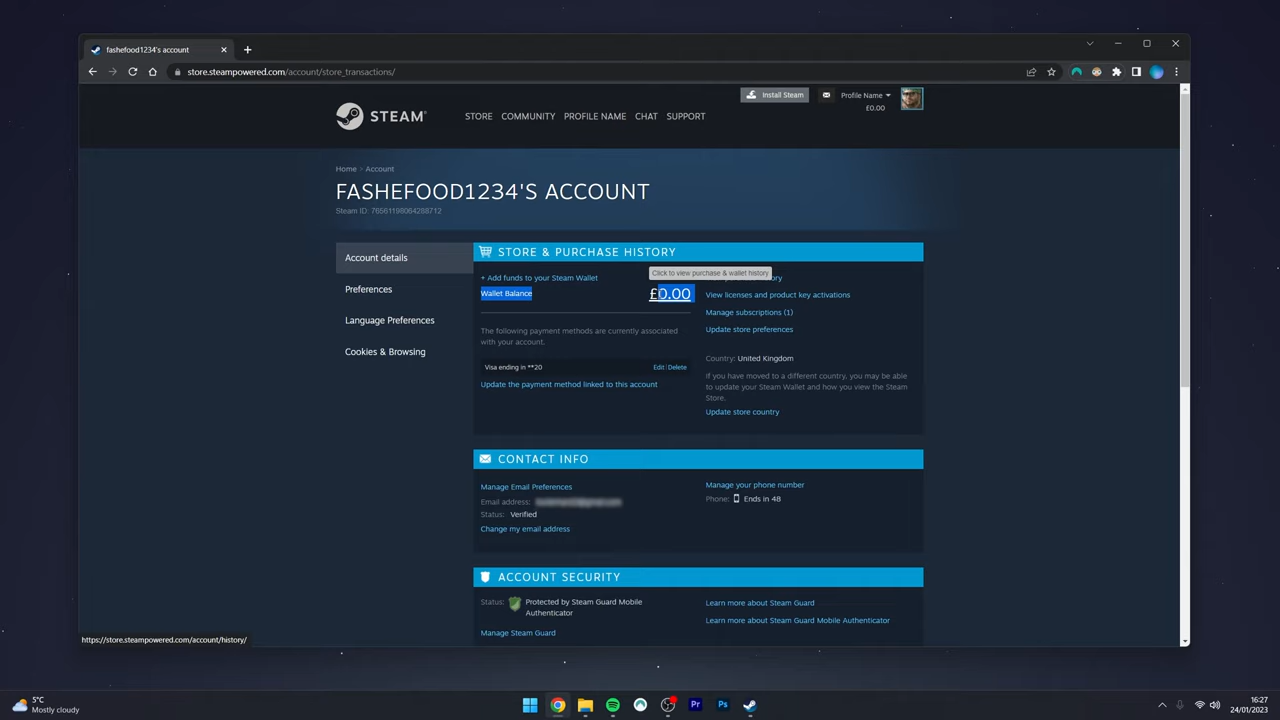 fashefood1234's account
store.steampowered.com/account/store_transactions/
Install Steam
Profile Name
£0.00
STEAM
STORE COMMUNITY PROFILE NAME CHAT SUPPORT
Home > Account
FASHEFOOD1234'S ACCOUNT
Steam ID: 76561198064288712
Account details
Preferences
Language Preferences
Cookies & Browsing
STORE & PURCHASE HISTORY
+ Add funds to your Steam Wallet
Wallet Balance £0.00
Click to view purchase & wallet history
The following payment methods are currently associated
with your account.
Visa ending in **20 Edit | Delete
Update the payment method linked to this account
View licenses and product key activations
Manage subscriptions (1)
Update store preferences
Country: United Kingdom
If you have moved to a different country, you may be able
to update your Steam Wallet and how you view the Steam
Store.
Update store country
CONTACT INFO
Manage Email Preferences
Email address:
Status: Verified
Change my email address
Manage your phone number
Phone: Ends in 48
ACCOUNT SECURITY
Status: Protected by Steam Guard Mobile
Authenticator
Manage Steam Guard
Learn more about Steam Guard
Learn more about Steam Guard Mobile Authenticator
https://store.steampowered.com/account/history/
5°C
Mostly cloudy
Pr
Ps
16:27
24/01/2023